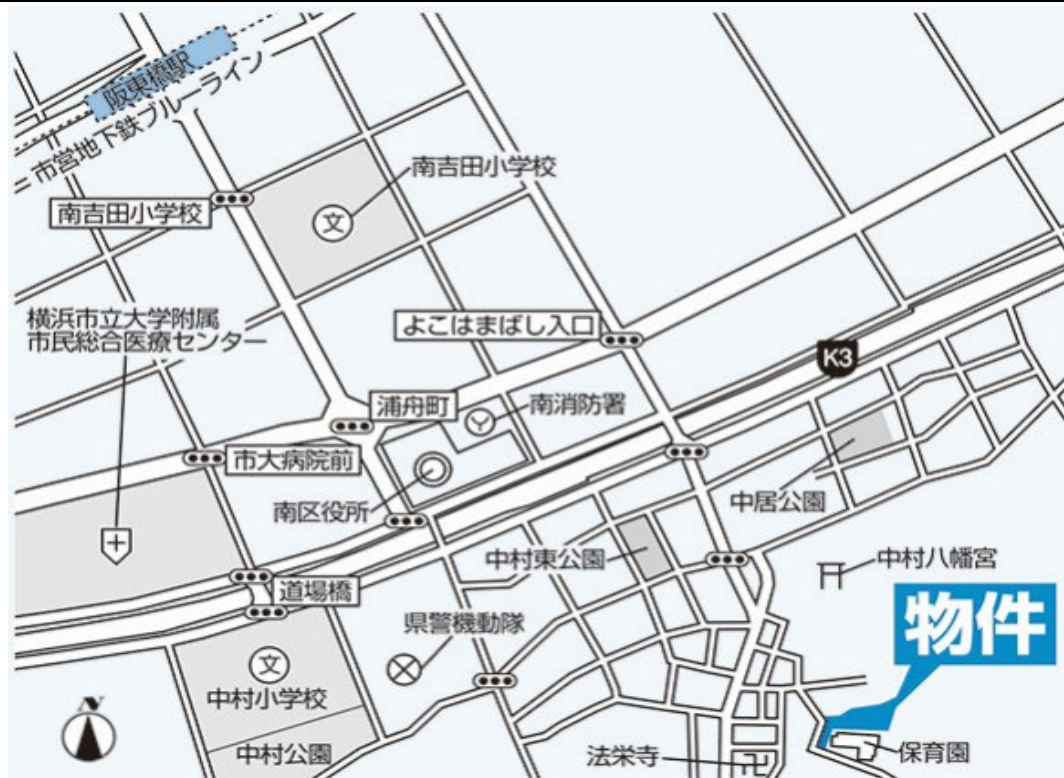 阪東橋駅
市営地下鉄ブルーライン
南吉田小学校
南吉田小学校
文
横浜市立大学附属
市民総合医療センター
よこはまばし入口
K3
浦舟町
南消防署
市大病院前
南区役所
中居公園
中村東公園
中村八幡宮
道場橋
県警機動隊
物件
文
中村小学校
中村公園
N
法栄寺
保育園